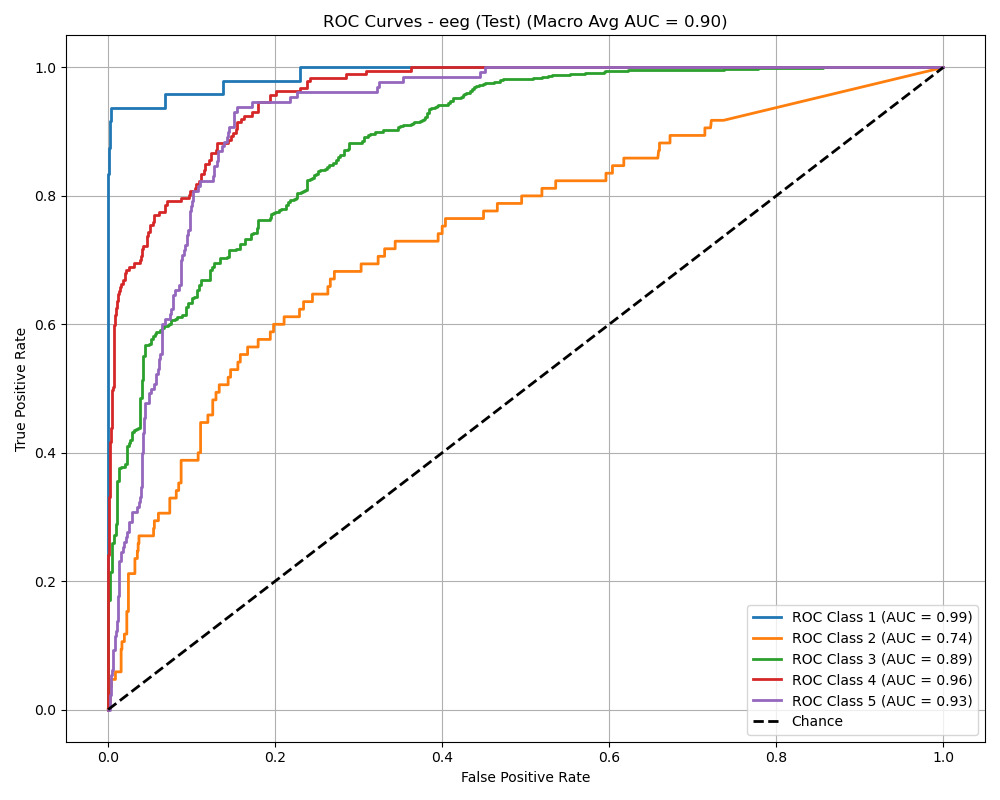 ROC Curves - eeg (Test) (Macro Avg AUC = 0.90)
True Positive Rate
1.0
0.8
0.6
0.4
0.2
0.0
0.0 0.2 0.4 0.6 0.8 1.0
False Positive Rate
ROC Class 1 (AUC = 0.99)
ROC Class 2 (AUC = 0.74)
ROC Class 3 (AUC = 0.89)
ROC Class 4 (AUC = 0.96)
ROC Class 5 (AUC = 0.93)
Chance